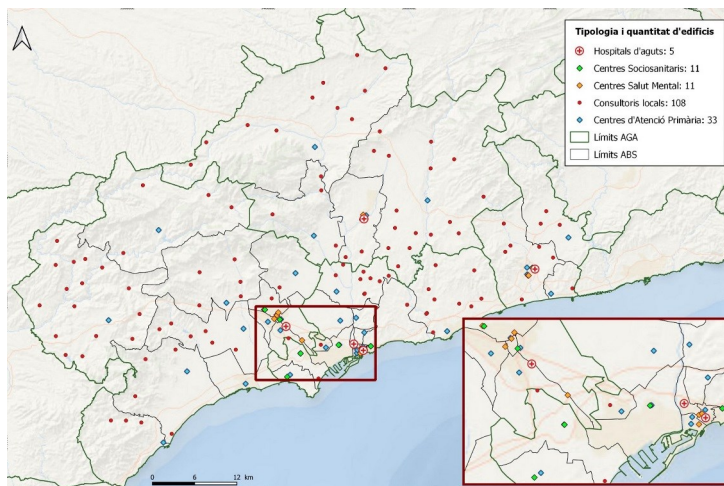 Tipologia i quantitat d'edificis
Hospitals d'aguts: 5
Centres Sociosanitaris: 11
Centres Salut Mental: 11
Consultoris locals: 108
Centres d'Atenció Primària: 33
Límits AGA
Límits ABS
0 6 12 km